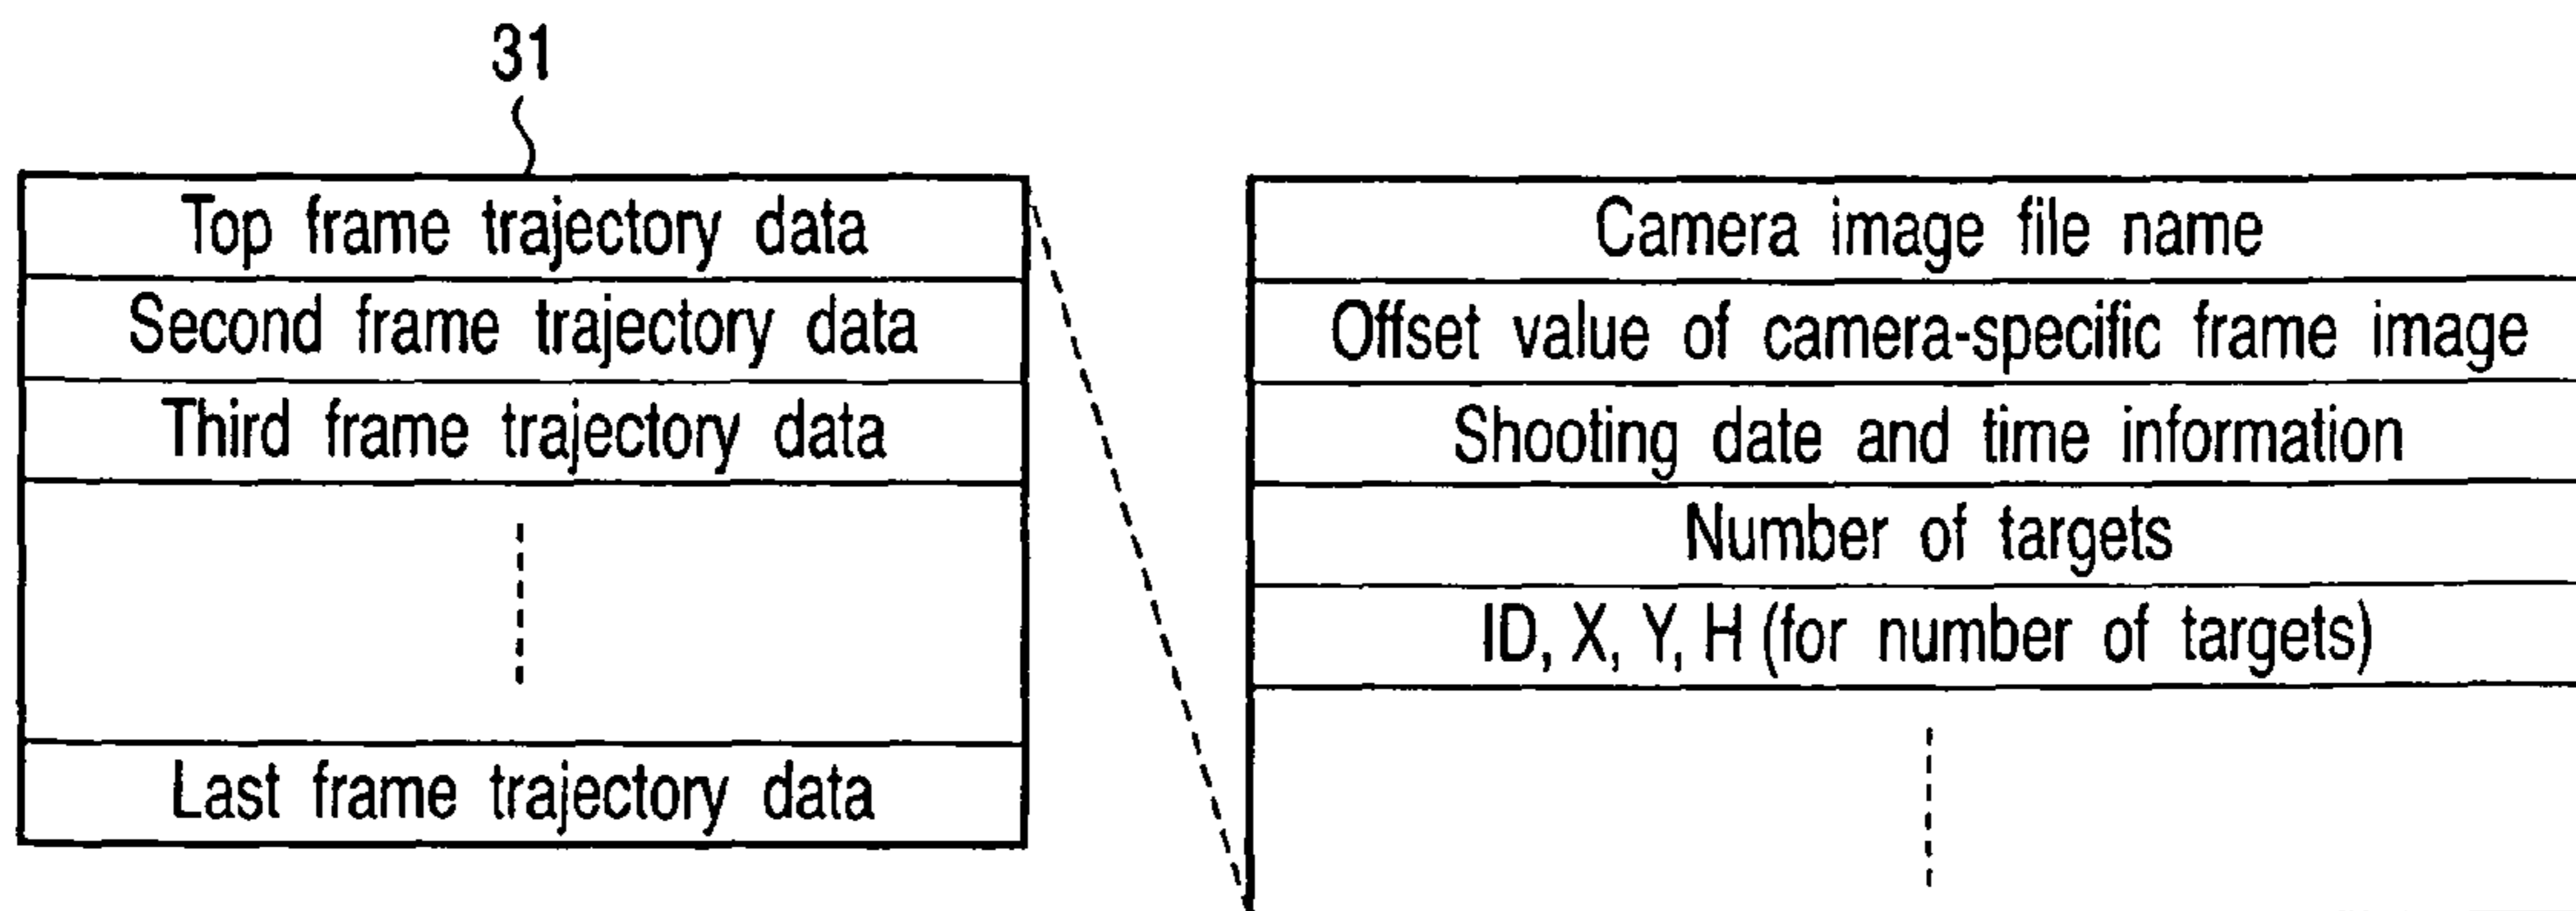 31
Top frame trajectory data
Second frame trajectory data
Third frame trajectory data
Last frame trajectory data
Camera image file name
Offset value of camera-specific frame image
Shooting date and time information
Number of targets
ID, X, Y, H (for number of targets)